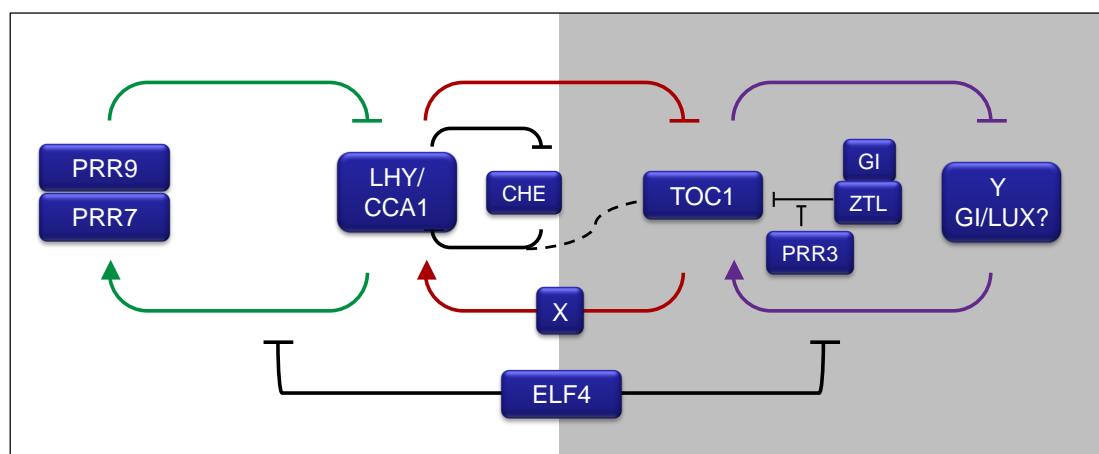 PRR9
PRR7
LHY/
CCA1
CHE
TOC1
GI
ZTL
PRR3
Y
GI/LUX?
X
ELF4